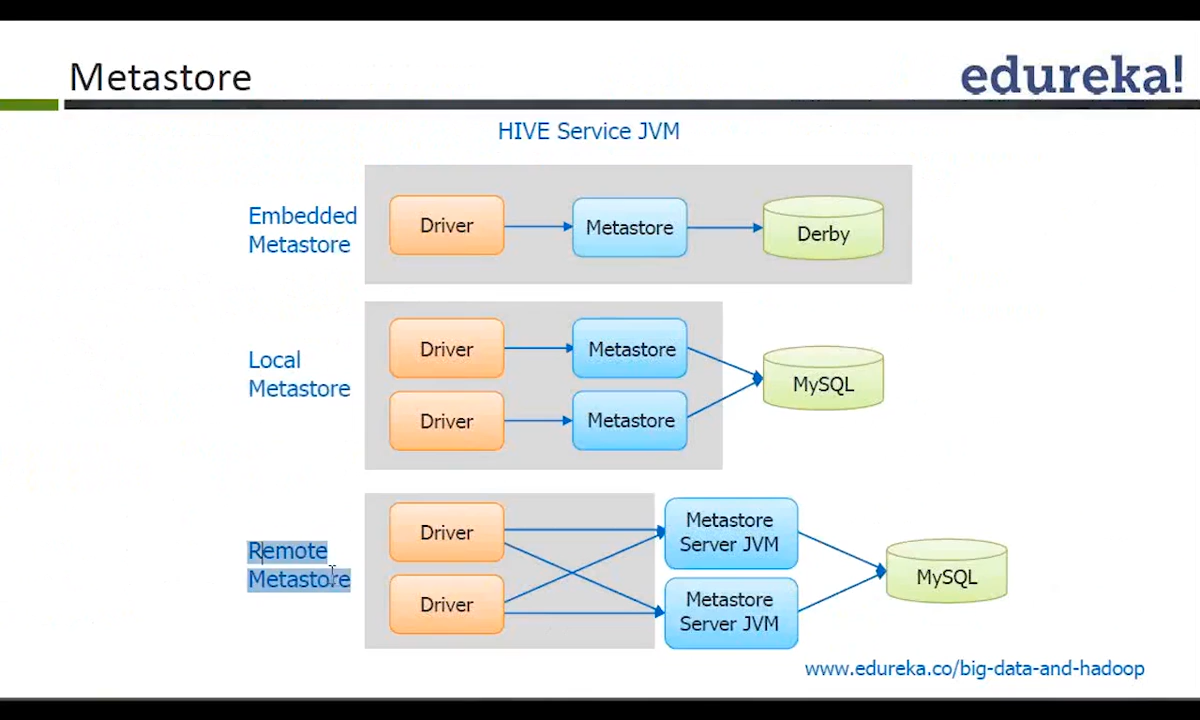 Metastore
edureka!
HIVE Service JVM
Embedded
Metastore
Driver
Metastore
Derby
Local
Metastore
Driver
Metastore
Driver
Metastore
MySQL
Remote
Metastore
Driver
Driver
Metastore
Server JVM
Metastore
Server JVM
MySQL
www.edureka.co/big-data-and-hadoop